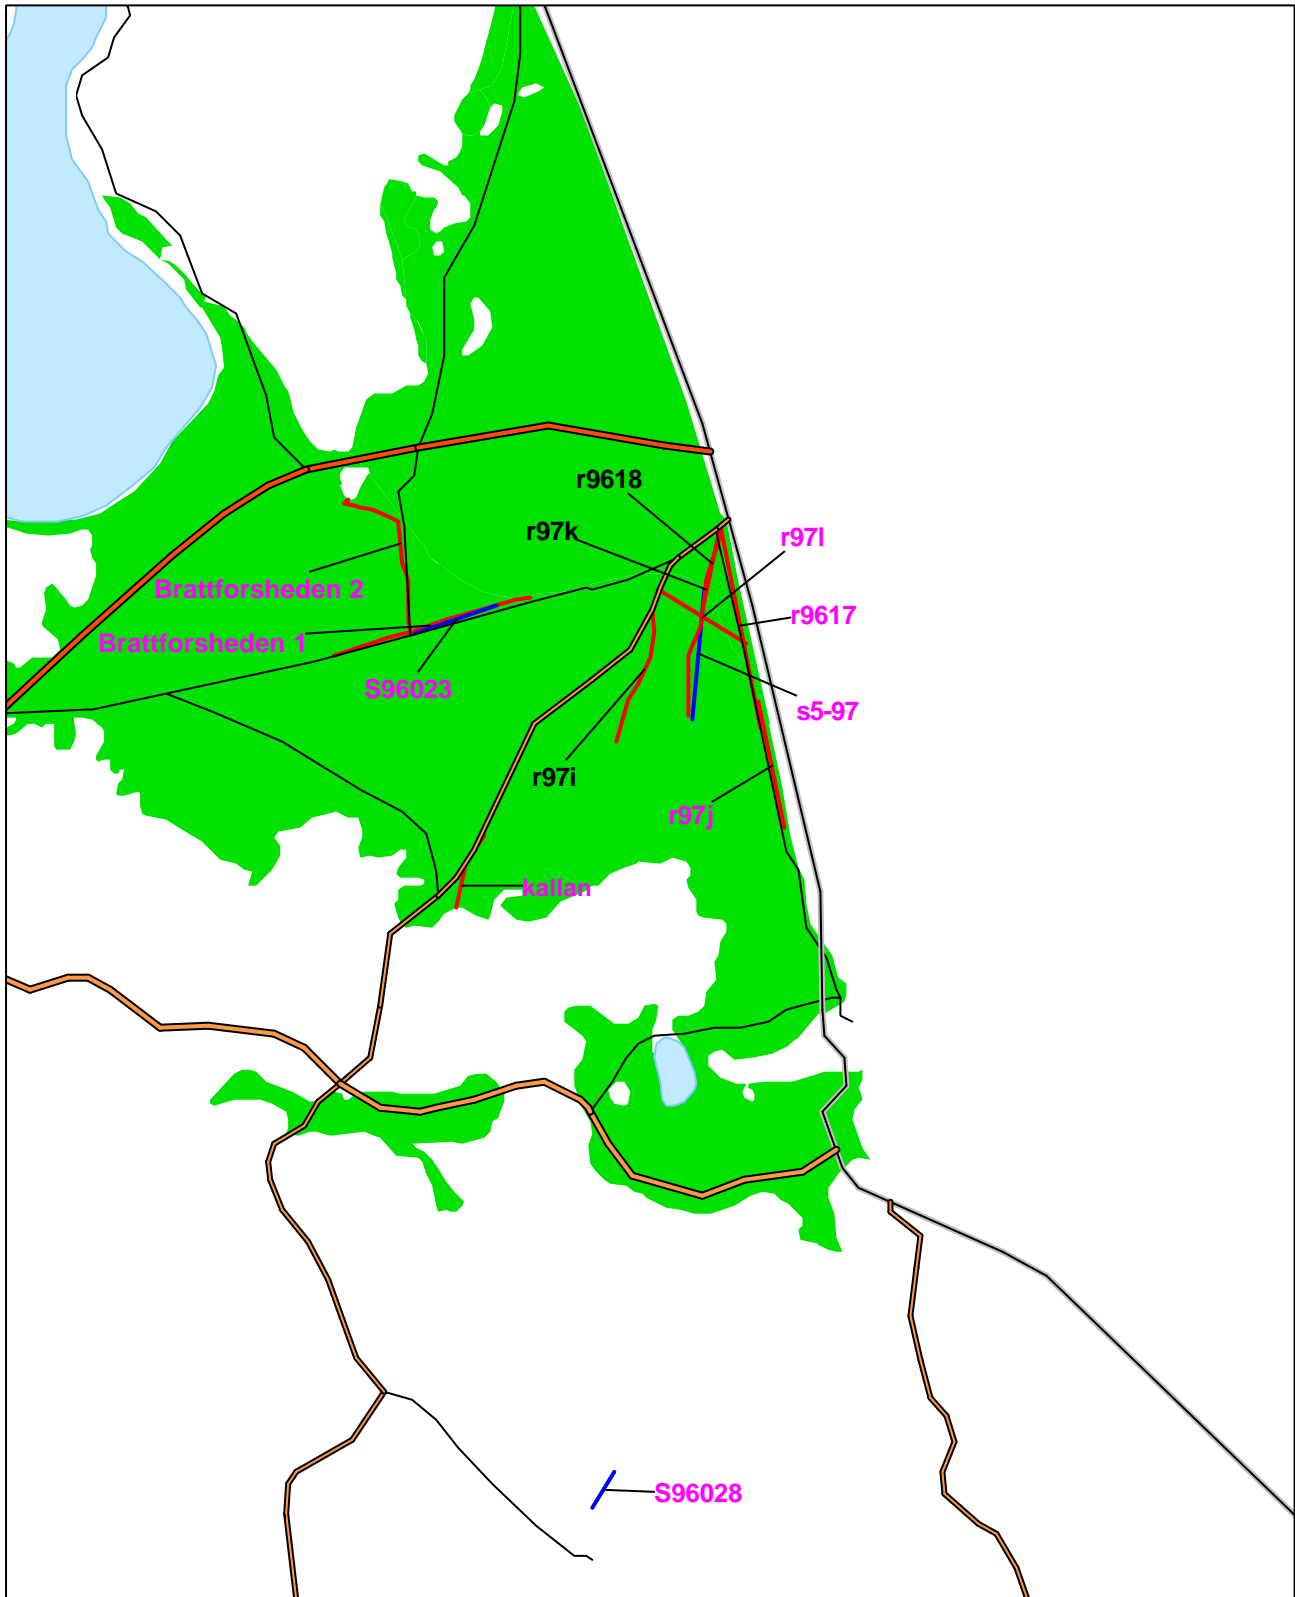 r9618
r97k
r97l
Brattforsheden 2
r9617
Brattforsheden 1
S96023
s5-97
r97i
r97j
kallan
S96028